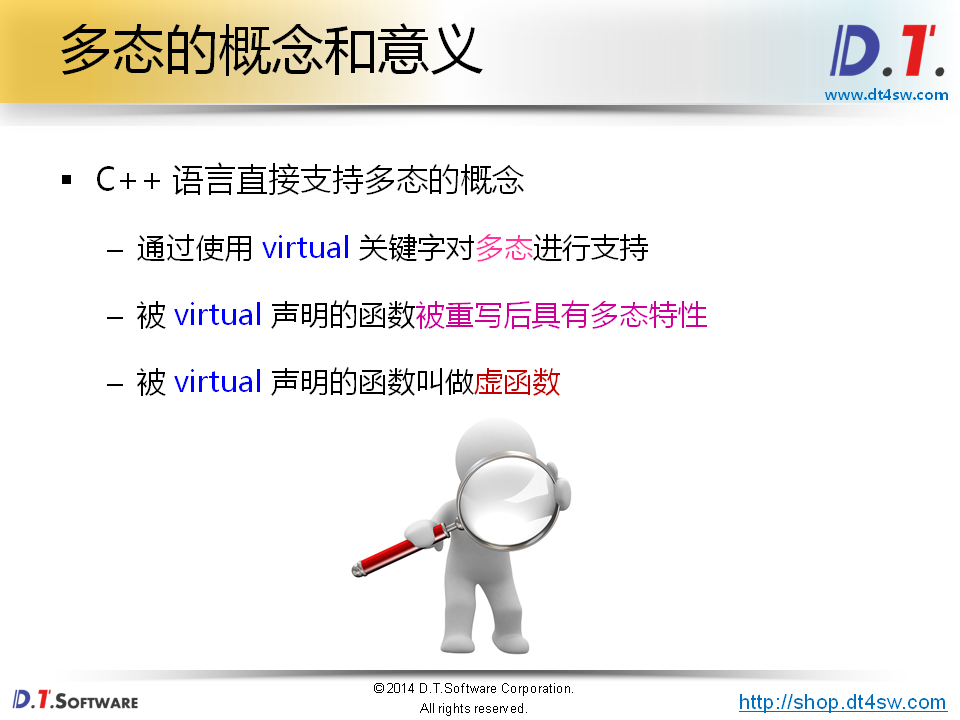 多态的概念和意义
D.T.
www.dt4sw.com
▪ C++ 语言直接支持多态的概念
– 通过使用 virtual 关键字对多态进行支持
– 被 virtual 声明的函数被重写后具有多态特性
– 被 virtual 声明的函数叫做虚函数
D.T.SOFTWARE
©2014 D.T.Software Corporation.
All rights reserved.
http://shop.dt4sw.com